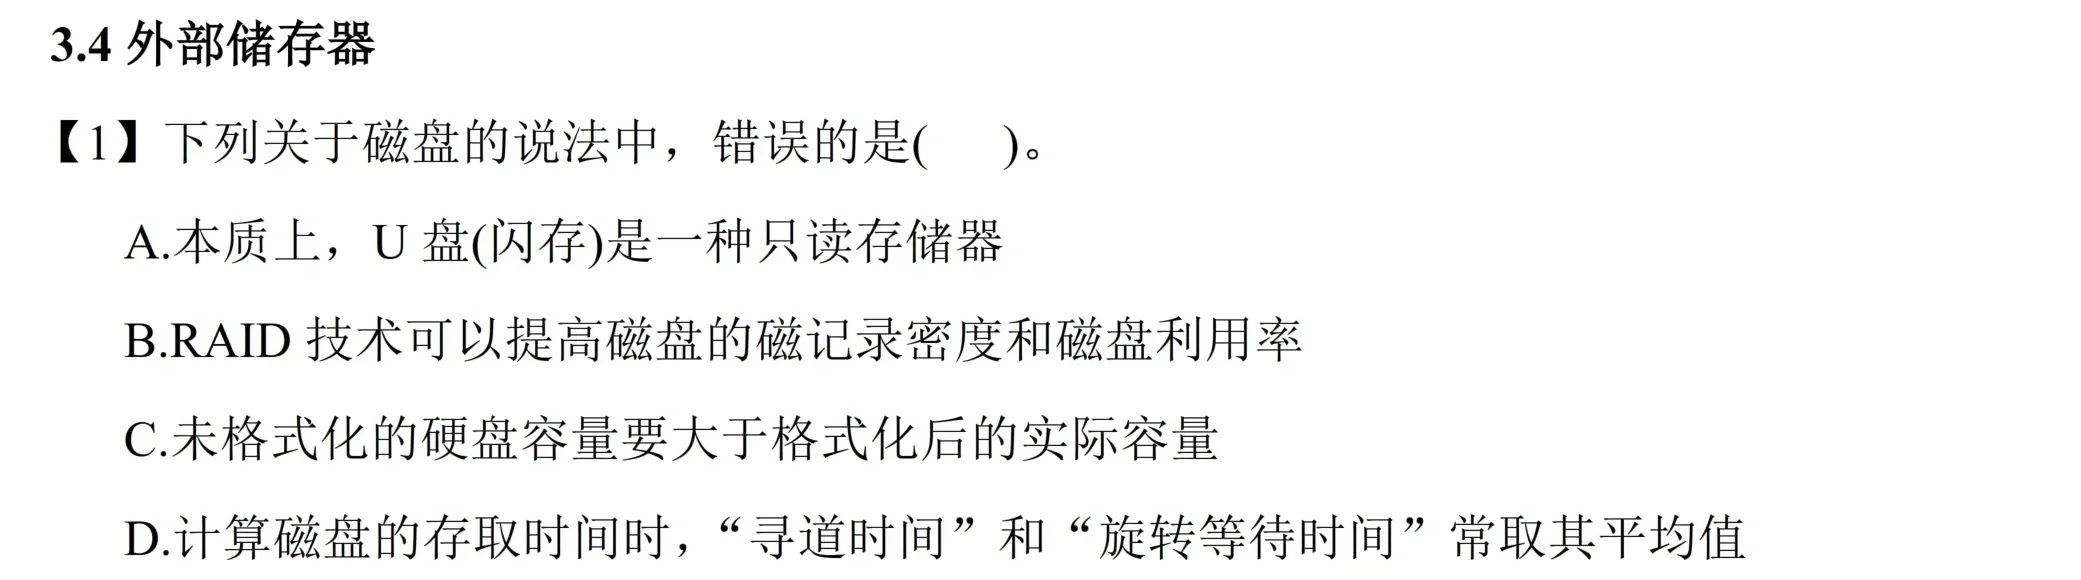 3.4 外部储存器
【1】下列关于磁盘的说法中，错误的是(    )。
A.本质上，U 盘(闪存)是一种只读存储器
B.RAID 技术可以提高磁盘的磁记录密度和磁盘利用率
C.未格式化的硬盘容量要大于格式化后的实际容量
D.计算磁盘的存取时间时，“寻道时间”和“旋转等待时间”常取其平均值